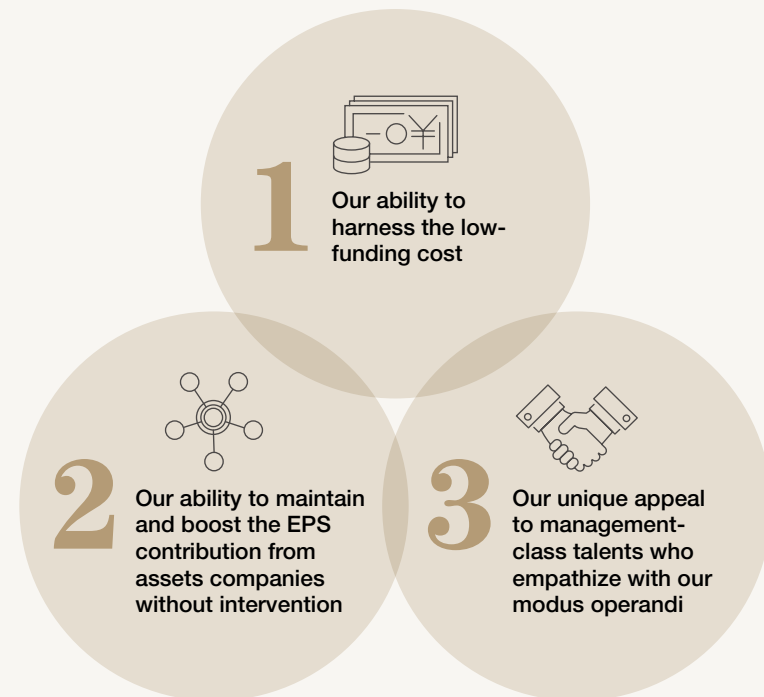 1
Our ability to
harness the low-
funding cost
2
Our ability to maintain
and boost the EPS
contribution from
assets companies
without intervention
3
Our unique appeal
to management-
class talents who
empathize with our
modus operandi